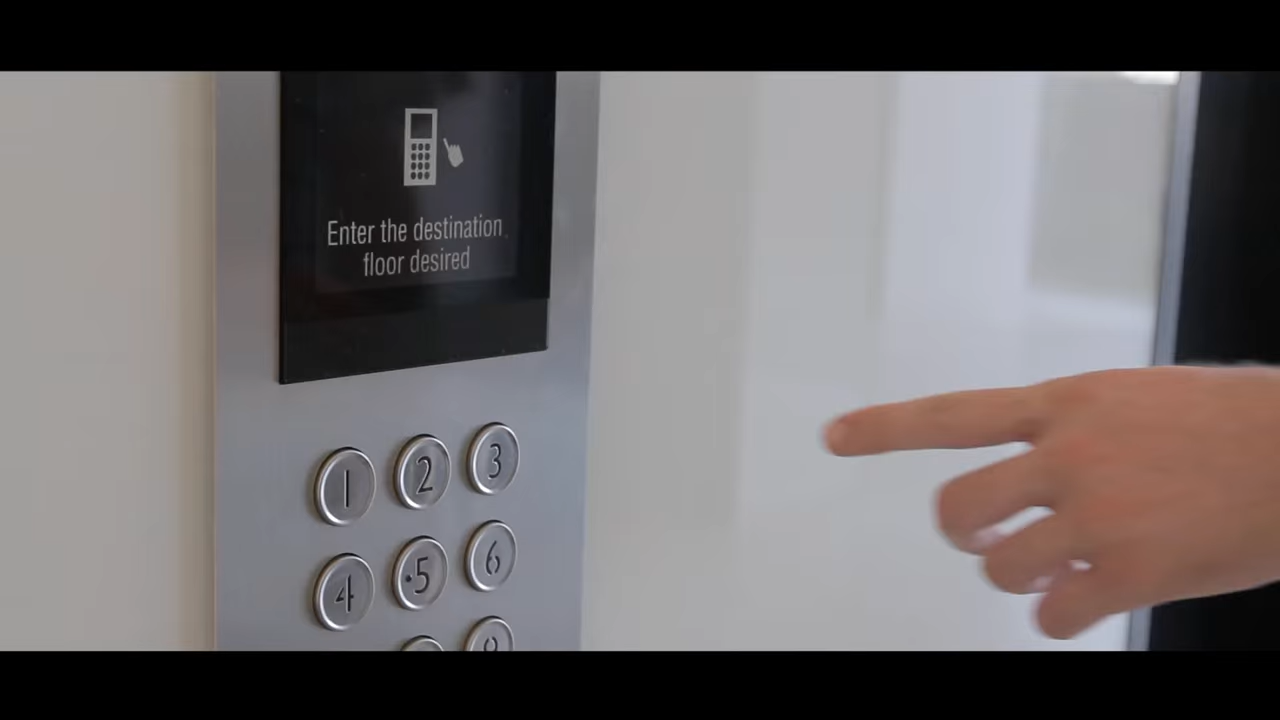 Enter the destination
floor desired
1 2 3
4 5 6